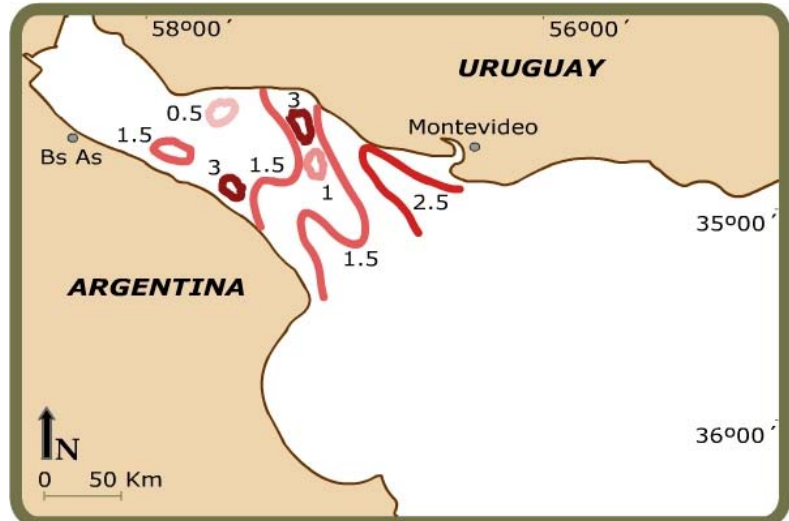 58º00´
56º00´
URUGUAY
3
0.5
Montevideo
1.5
Bs As
3
1.5
1
2.5
35º00´
1.5
ARGENTINA
36º00´
N
0 50 Km